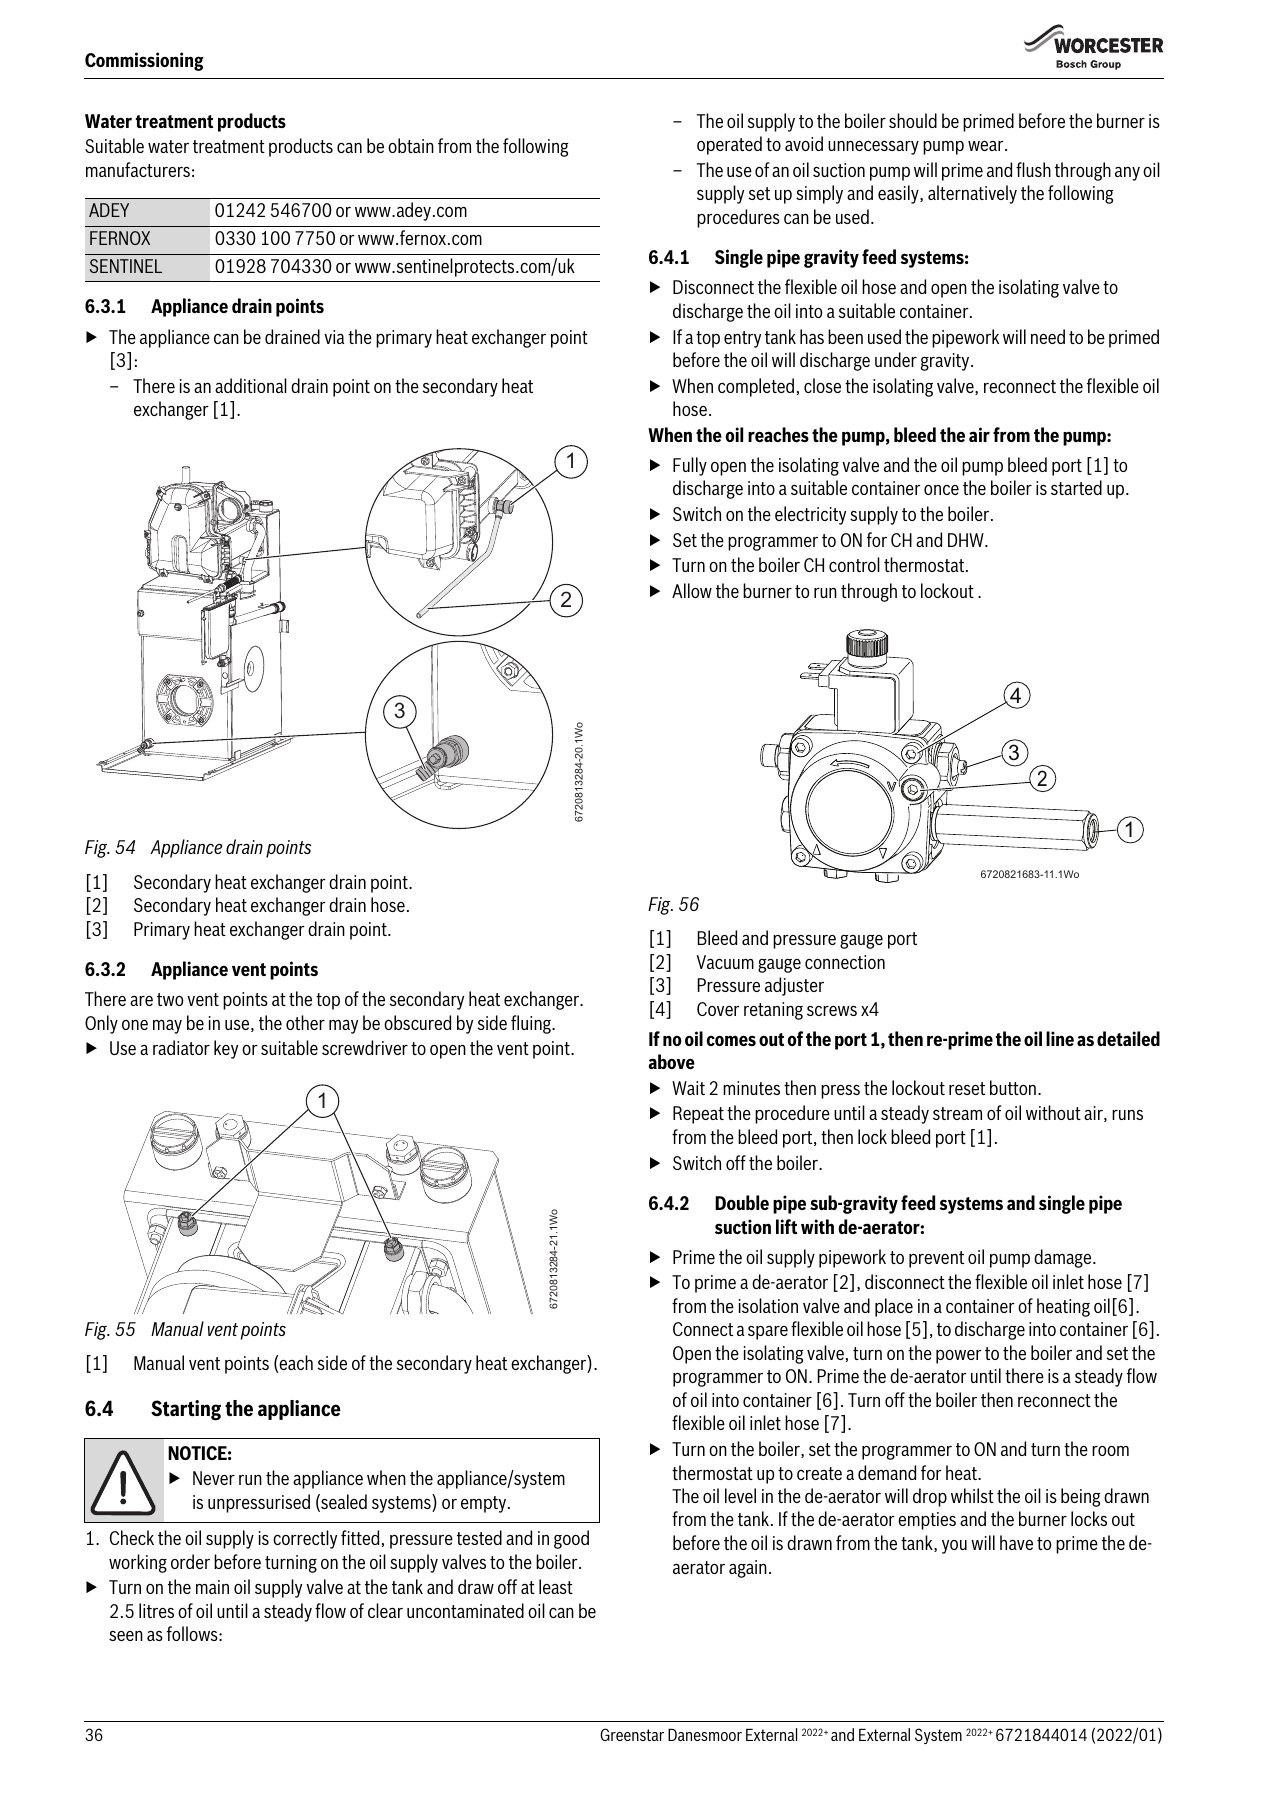 Commissioning
WORCESTER
Bosch Group
Water treatment products
Suitable water treatment products can be obtain from the following
manufacturers:
ADEY 01242 546700 or www.adey.com
FERNOX 0330 100 7750 or www.fernox.com
SENTINEL 01928 704330 or www.sentinelprotects.com/uk
6.3.1 Appliance drain points
▶ The appliance can be drained via the primary heat exchanger point
[3]:
– There is an additional drain point on the secondary heat
exchanger [1].
1
2
3
6720813284-20.1Wo
Fig. 54 Appliance drain points
[1] Secondary heat exchanger drain point.
[2] Secondary heat exchanger drain hose.
[3] Primary heat exchanger drain point.
6.3.2 Appliance vent points
There are two vent points at the top of the secondary heat exchanger.
Only one may be in use, the other may be obscured by side fluing.
▶ Use a radiator key or suitable screwdriver to open the vent point.
1
6720813284-21.1Wo
Fig. 55 Manual vent points
[1] Manual vent points (each side of the secondary heat exchanger).
6.4 Starting the appliance
NOTICE:
▶ Never run the appliance when the appliance/system
is unpressurised (sealed systems) or empty.
1. Check the oil supply is correctly fitted, pressure tested and in good
working order before turning on the oil supply valves to the boiler.
▶ Turn on the main oil supply valve at the tank and draw off at least
2.5 litres of oil until a steady flow of clear uncontaminated oil can be
seen as follows:
– The oil supply to the boiler should be primed before the burner is
operated to avoid unnecessary pump wear.
– The use of an oil suction pump will prime and flush through any oil
supply set up simply and easily, alternatively the following
procedures can be used.
6.4.1 Single pipe gravity feed systems:
▶ Disconnect the flexible oil hose and open the isolating valve to
discharge the oil into a suitable container.
▶ If a top entry tank has been used the pipework will need to be primed
before the oil will discharge under gravity.
▶ When completed, close the isolating valve, reconnect the flexible oil
hose.
When the oil reaches the pump, bleed the air from the pump:
▶ Fully open the isolating valve and the oil pump bleed port [1] to
discharge into a suitable container once the boiler is started up.
▶ Switch on the electricity supply to the boiler.
▶ Set the programmer to ON for CH and DHW.
▶ Turn on the boiler CH control thermostat.
▶ Allow the burner to run through to lockout .
4
3
2
V
1
6720821683-11.1Wo
Fig. 56
[1] Bleed and pressure gauge port
[2] Vacuum gauge connection
[3] Pressure adjuster
[4] Cover retaning screws x4
If no oil comes out of the port 1, then re-prime the oil line as detailed
above
▶ Wait 2 minutes then press the lockout reset button.
▶ Repeat the procedure until a steady stream of oil without air, runs
from the bleed port, then lock bleed port [1].
▶ Switch off the boiler.
6.4.2 Double pipe sub-gravity feed systems and single pipe
suction lift with de-aerator:
▶ Prime the oil supply pipework to prevent oil pump damage.
▶ To prime a de-aerator [2], disconnect the flexible oil inlet hose [7]
from the isolation valve and place in a container of heating oil[6].
Connect a spare flexible oil hose [5], to discharge into container [6].
Open the isolating valve, turn on the power to the boiler and set the
programmer to ON. Prime the de-aerator until there is a steady flow
of oil into container [6]. Turn off the boiler then reconnect the
flexible oil inlet hose [7].
▶ Turn on the boiler, set the programmer to ON and turn the room
thermostat up to create a demand for heat.
The oil level in the de-aerator will drop whilst the oil is being drawn
from the tank. If the de-aerator empties and the burner locks out
before the oil is drawn from the tank, you will have to prime the de-
aerator again.
36
Greenstar Danesmoor External 2022+ and External System 2022+ 6721844014 (2022/01)